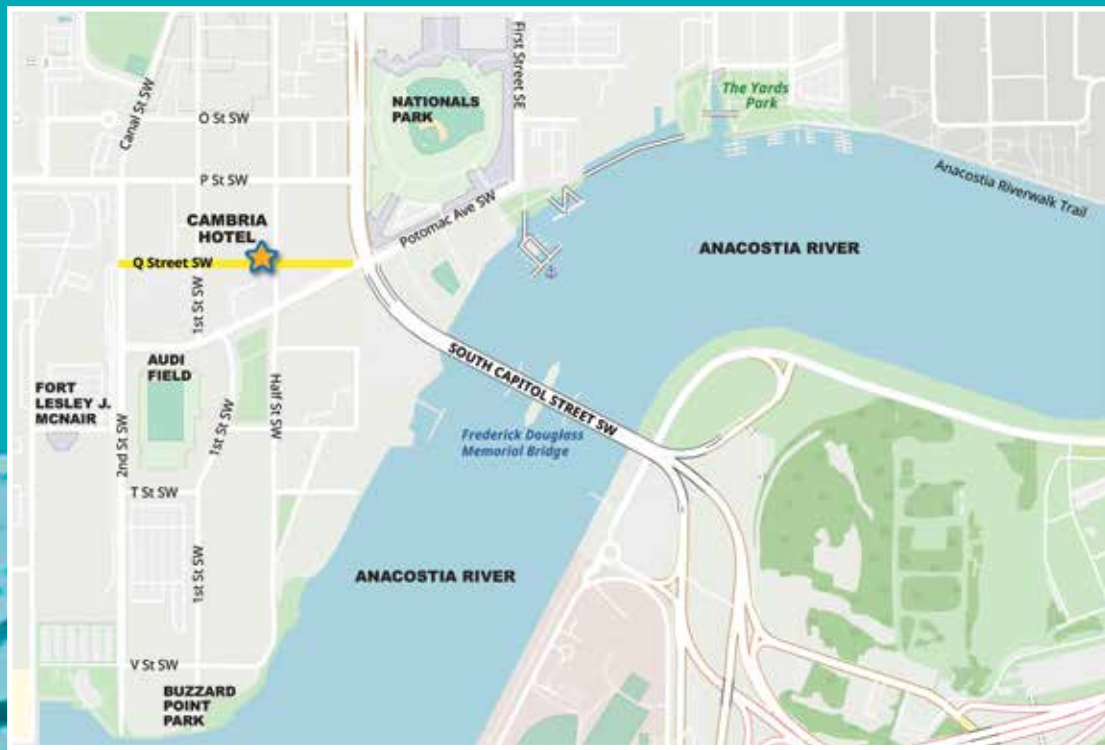 First Street SE
Canal St SW
NATIONALS
PARK
The Yards
Park
O St SW
P St SW
Anacostia Riverwalk Trail
Potomac Ave SW
CAMBRIA
HOTEL
Q Street SW
ANACOSTIA RIVER
1st St SW
AUDI
FIELD
FORT
LESLEY J.
MCNAIR
2nd St SW
1st St SW
Half St SW
SOUTH CAPITOL STREET SW
Frederick Douglass
Memorial Bridge
T St SW
1st St SW
ANACOSTIA RIVER
V St SW
BUZZARD
POINT
PARK